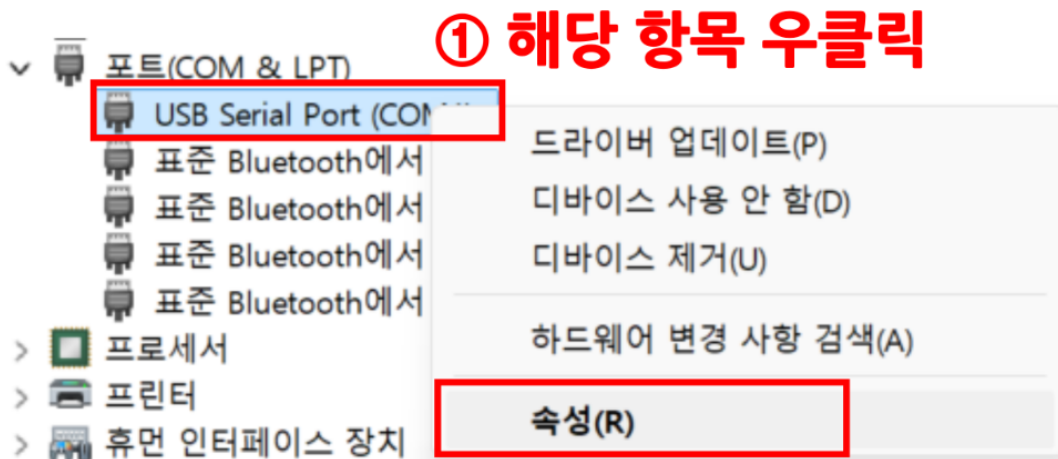 ① 해당 항목 우클릭
포트(COM & LPT)
USB Serial Port (COM
표준 Bluetooth에서
표준 Bluetooth에서
표준 Bluetooth에서
표준 Bluetooth에서
프로세서
프린터
휴먼 인터페이스 장치
드라이버 업데이트(P)
디바이스 사용 안 함(D)
디바이스 제거(U)
하드웨어 변경 사항 검색(A)
속성(R)